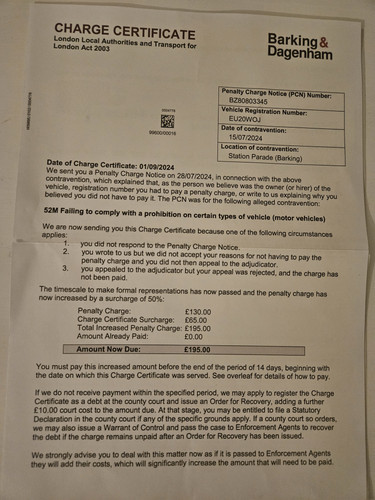 CHARGE CERTIFICATE
London Local Authorities and Transport for
London Act 2003
Barking &
Dagenham
Penalty Charge Notice (PCN) Number:
BZ80803345
Vehicle Registration Number:
EU20WOJ
Date of contravention:
15/07/2024
Location of contravention:
Station Parade (Barking)
Date of Charge Certificate: 01/09/2024
We sent you a Penalty Charge Notice on 28/07/2024, in connection with the above
contravention, which explained that, as the person we believe was the owner (or hirer) of the
vehicle, registration number you had to pay a penalty charge, or write to us explaining why you
believed you did not have to pay it. The PCN was for the following alleged contravention:
52M Failing to comply with a prohibition on certain types of vehicle (motor vehicles)
We are now sending you this Charge Certificate because one of the following circumstances
applies:
1. you did not respond to the Penalty Charge Notice.
2. you wrote to us but we did not accept your reasons for not having to pay the
penalty charge and you did not then appeal to the adjudicator.
3. you appealed to the adjudicator but your appeal was rejected, and the charge has
not been paid.
The timescale to make formal representations has now passed and the penalty charge has
now increased by a surcharge of 50%:
Penalty Charge: £130.00
Charge Certificate Surcharge: £65.00
Total Increased Penalty Charge: £195.00
Amount Already Paid: £0.00
Amount Now Due: £195.00
You must pay this increased amount before the end of the period of 14 days, beginning with
the date on which this Charge Certificate was served. See overleaf for details of how to pay.
If we do not receive payment within the specified period, we may apply to register the Charge
Certificate as a debt at the county court and issue an Order for Recovery, adding a further
£10.00 court cost to the amount due. At that stage, you may be entitled to file a Statutory
Declaration in the county court if any of the specific grounds apply. If a county court so orders,
we may also issue a Warrant of Control and pass the case to Enforcement Agents to recover
the debt if the charge remains unpaid after an Order for Recovery has been issued.
We strongly advise you to deal with this matter now as if it is passed to Enforcement Agents
they will add their costs, which will significantly increase the amount that will need to be paid.